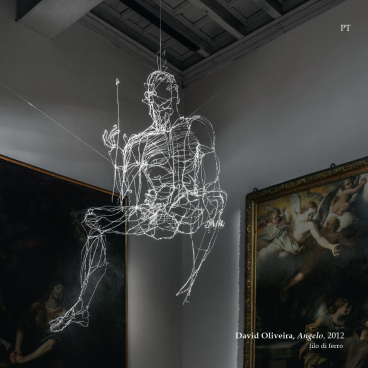 PT
David Oliveira, Angelo, 2012
filo di ferro